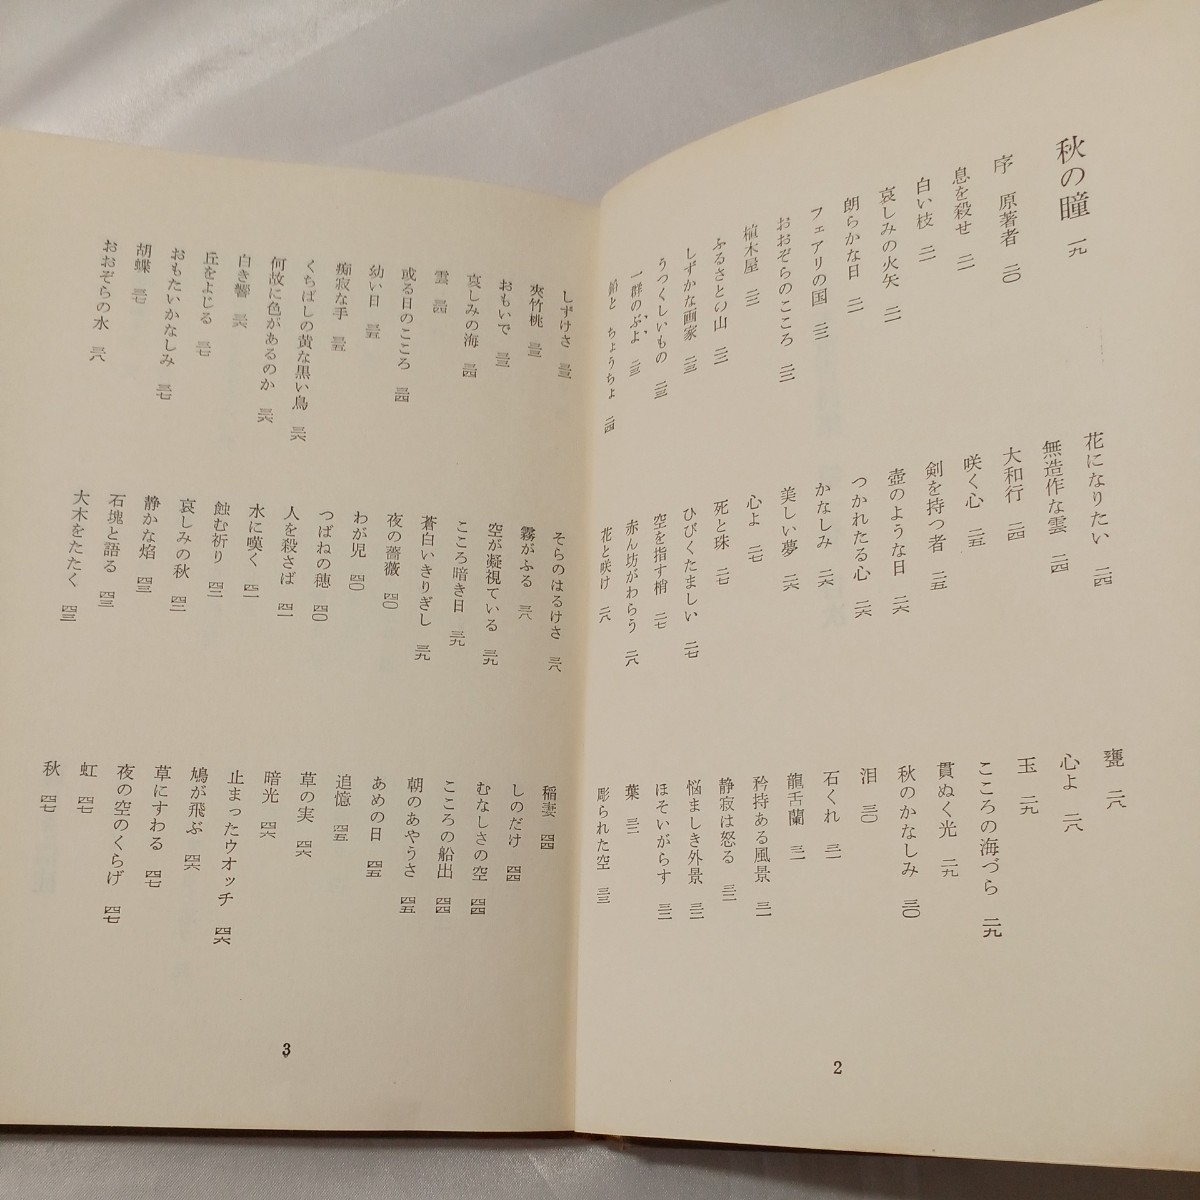 秋の瞳 一九
序 原著者 二〇
息を殺せ 二一
白い枝 二一
哀しみの火矢 二一
朗らかな日 二一
フェアリの国 二二
おおぞらのこころ 二二
植木屋 二二
ふるさとの山 二二
しずかな画家 二三
うつくしいもの 二三
一群のぶよ 二三
鉛と ちょうちょ 二四
花になりたい 二四
無造作な雲 二四
大和行 二四
咲く心 二五
剣を持つ者 二五
壺のような日 二六
つかれたる心 二六
かなしみ 二六
美しい夢 二六
心よ 二七
死と珠 二七
ひびくたましい 二七
空を指す梢 二七
赤ん坊がわらう 二八
花と咲け 二八
甕 二八
心よ 二八
玉 二九
こころの海づら 二九
貫ぬく光 二九
秋のかなしみ 三〇
泪 三〇
石くれ 三一
龍舌蘭 三一
矜持ある風景 三一
静寂は怒る 三二
悩ましき外景 三二
ほそいがらす 三二
葉 三二
彫られた空 三三
2
しずけさ 三三
夾竹桃 三三
おもいで 三三
哀しみの海 三四
雲 三四
或る日のこころ 三四
幼い日 三五
痴寂な手 三五
くちばしの黄な黒い鳥 三六
何故に色があるのか 三六
白き響 三六
丘をよじる 三七
おもたいかなしみ 三七
胡蝶 三七
おおぞらの水 三八
そらのはるけさ 三八
霧がふる 三八
空が凝視ている 三九
こころ暗き日 三九
蒼白いきりぎし 三九
夜の薔薇 四〇
わが児 四〇
つばねの穂 四〇
人を殺さば 四一
水に嘆く 四一
蝕む祈り 四二
哀しみの秋 四二
静かな焰 四三
石塊と語る 四三
大木をたたく 四三
稲妻 四四
しのだけ 四四
むなしさの空 四四
こころの船出 四四
朝のあやうさ 四五
あめの日 四五
追憶 四五
草の実 四六
暗光 四六
止まったウオッチ 四六
鳩が飛ぶ 四六
草にすわる 四七
夜の空のくらげ 四七
虹 四七
秋 四七
3